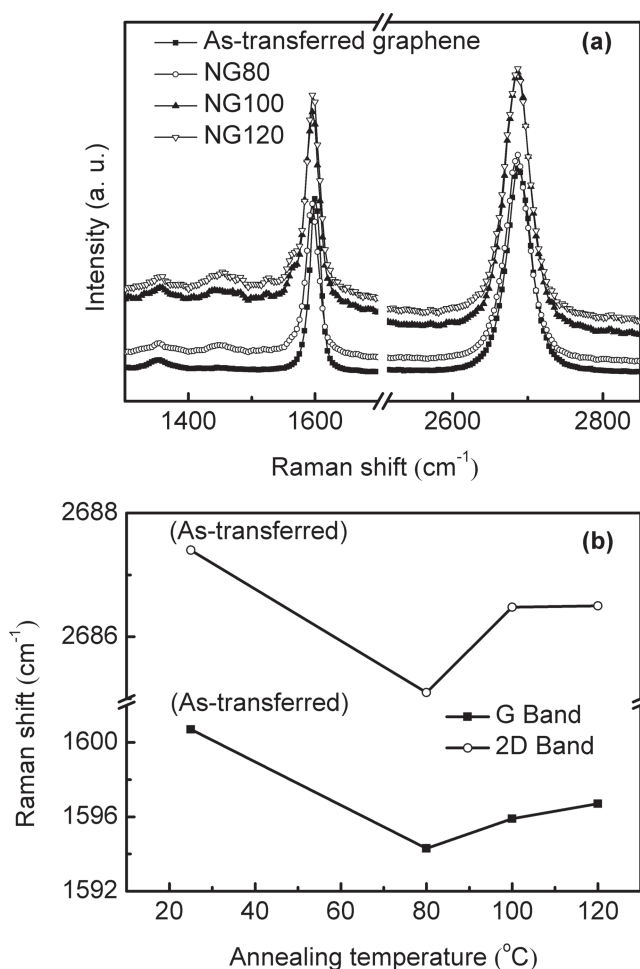 As-transferred graphene
(a)
NG80
NG100
NG120
Intensity (a. u.)
1400
1600
2600
2800
Raman shift (cm⁻¹)
2688
(As-transferred)
(b)
2686
(As-transferred)
G Band
2D Band
1600
1596
1592
Raman shift (cm⁻¹)
20
40
60
80
100
120
Annealing temperature (°C)